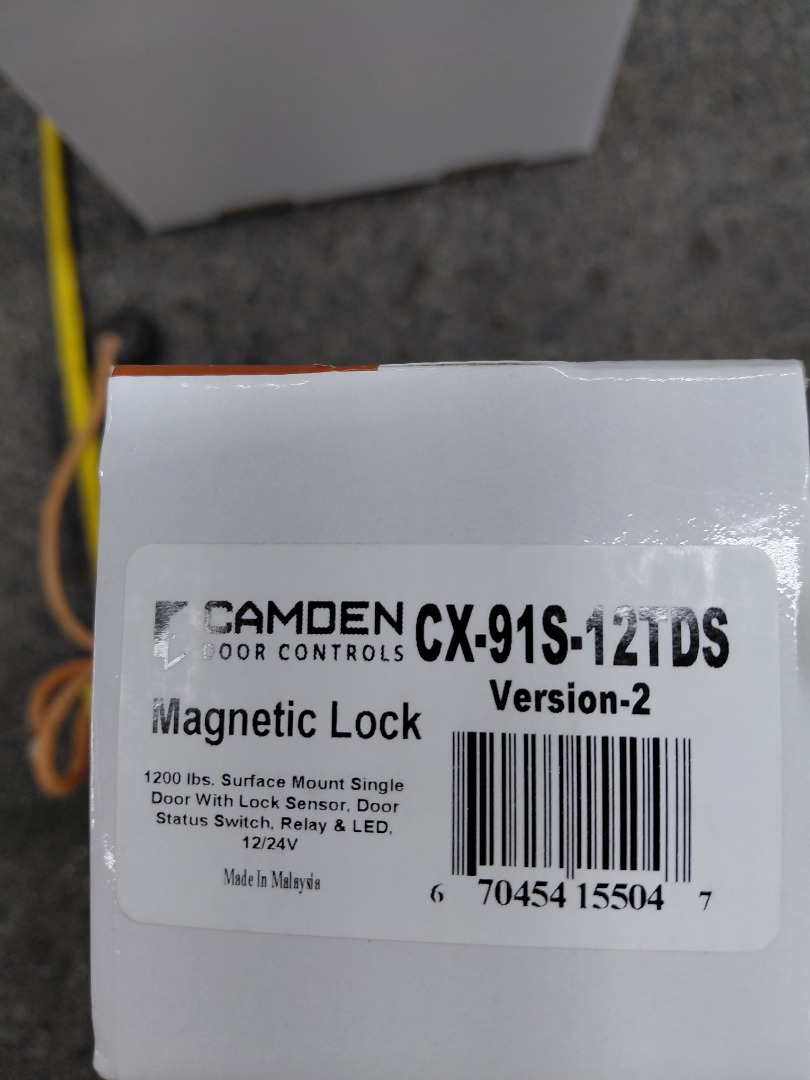 CAMDEN
DOOR CONTROLS
CX-91S-12TDS
Version-2
Magnetic Lock
1200 lbs. Surface Mount Single
Door With Lock Sensor, Door
Status Switch, Relay & LED,
12/24V
Made In Malaysia
6 70454 15504 7